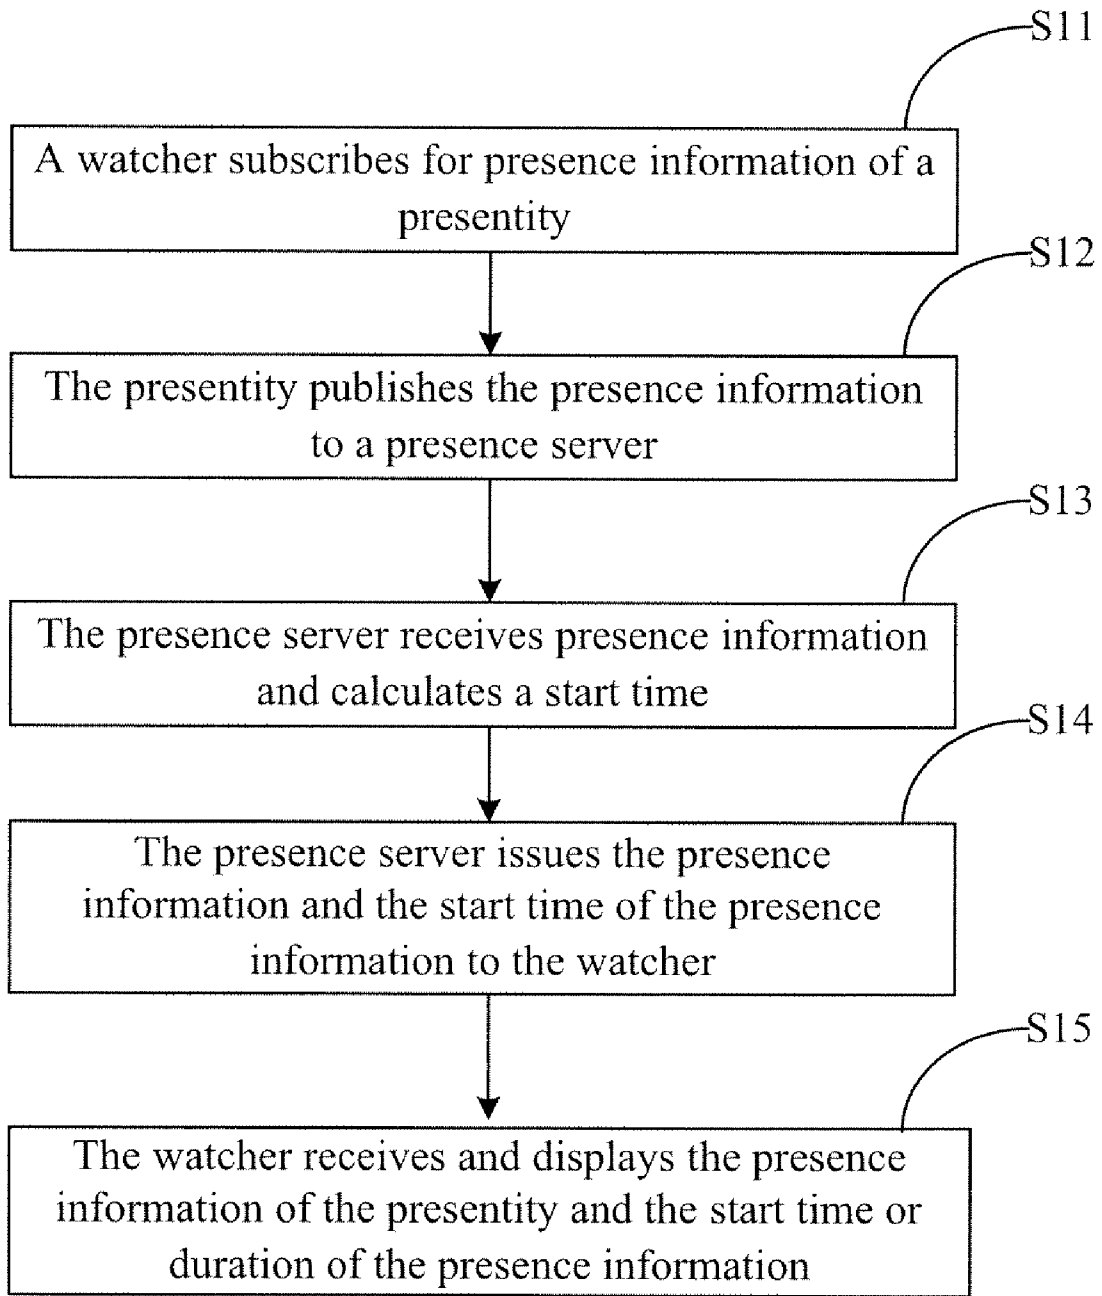 S11
A watcher subscribes for presence information of a
presentity
S12
The presentity publishes the presence information
to a presence server
S13
The presence server receives presence information
and calculates a start time
S14
The presence server issues the presence
information and the start time of the presence
information to the watcher
S15
The watcher receives and displays the presence
information of the presentity and the start time or
duration of the presence information